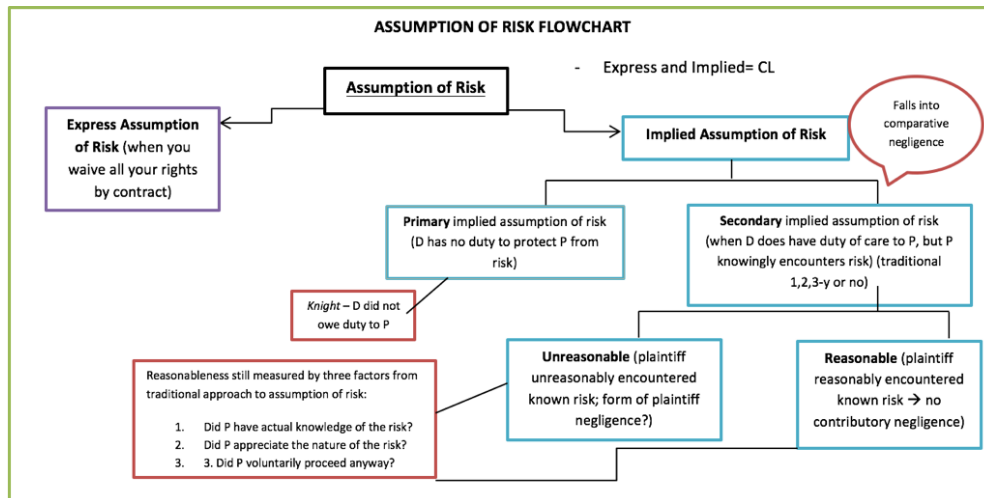 ASSUMPTION OF RISK FLOWCHART
- Express and Implied= CL
Assumption of Risk
Falls into
comparative
negligence
Express Assumption
of Risk (when you
waive all your rights
by contract)
Implied Assumption of Risk
Primary implied assumption of risk
(D has no duty to protect P from
risk)
Secondary implied assumption of risk
(when D does have duty of care to P, but P
knowingly encounters risk) (traditional
1,2,3-y or no)
Knight – D did not
owe duty to P
Unreasonable (plaintiff
unreasonably encountered
known risk; form of plaintiff
negligence?)
Reasonable (plaintiff
reasonably encountered
known risk → no
contributory negligence)
Reasonableness still measured by three factors from
traditional approach to assumption of risk:
1. Did P have actual knowledge of the risk?
2. Did P appreciate the nature of the risk?
3. 3. Did P voluntarily proceed anyway?